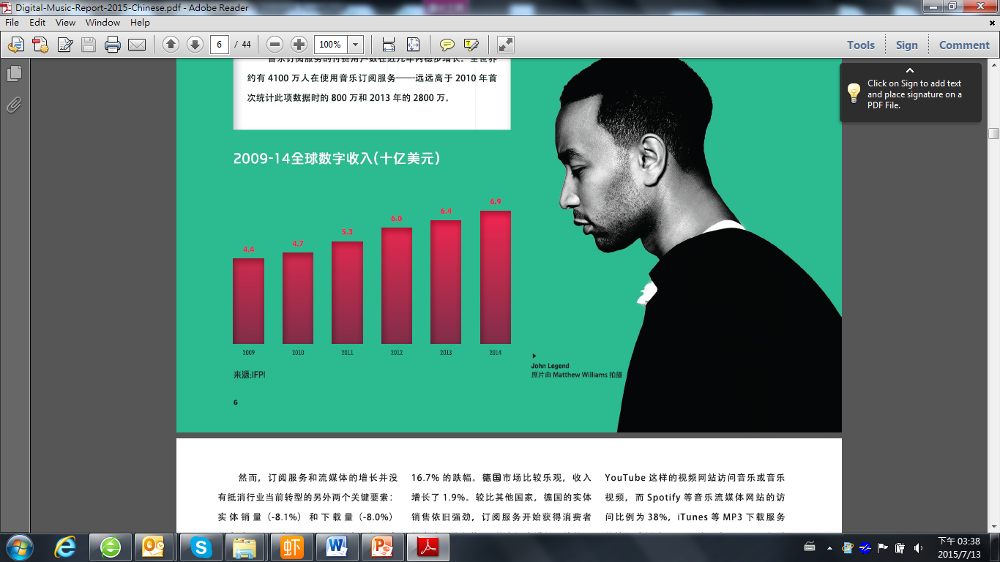 Digital-Music-Report-2015-Chinese.pdf - Adobe Reader
File Edit View Window Help
6 / 44 100% Tools Sign Comment
Click on Sign to add text
and place signature on a
PDF File.
约有 4100 万人在使用音乐订阅服务——远远高于 2010 年首
次统计此项数据时的 800 万和 2013 年的 2800 万。
2009-14全球数字收入(十亿美元)
4.4 4.7 5.3 6.0 6.4 6.9
2009 2010 2011 2012 2013 2014
来源:IFPI
John Legend
照片由 Matthew Williams 拍摄
6
然而，订阅服务和流媒体的增长并没
有抵消行业当前转型的另外两个关键要素：
实体销量（-8.1%）和下载量（-8.0%）
16.7% 的跌幅。德国市场比较乐观，收入
增长了 1.9%。较比其他国家，德国的实体
销售依旧强劲，订阅服务开始获得消费者
YouTube 这样的视频网站访问音乐或音乐
视频，而 Spotify 等音乐流媒体网站的访
问比例为 38%，iTunes 等 MP3 下载服务
虾
下午 03:38
2015/7/13